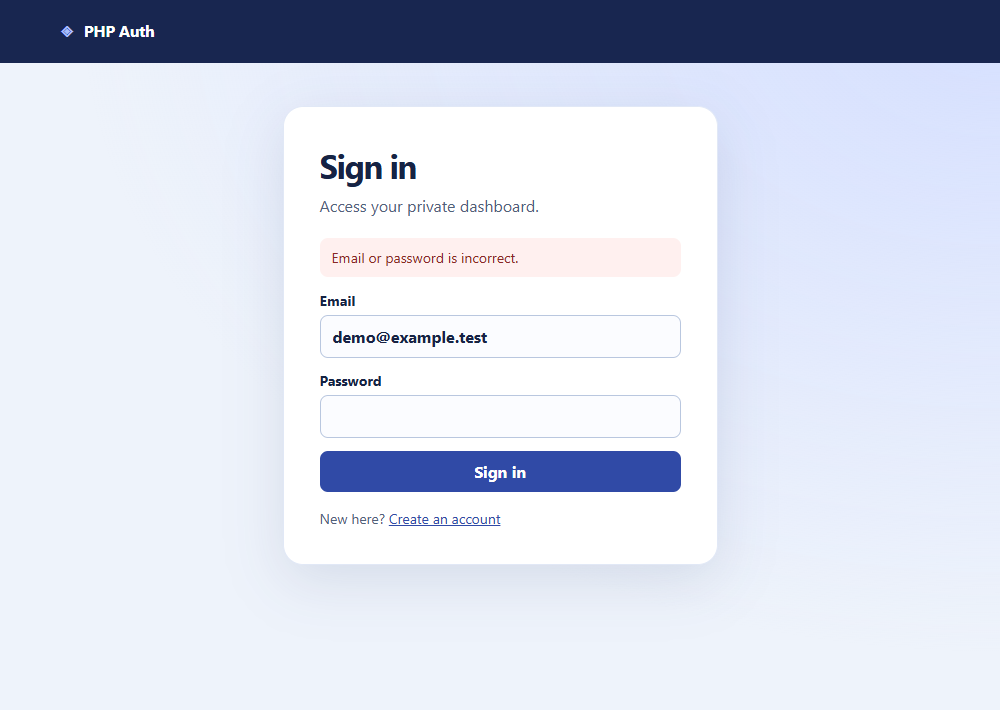 PHP Auth
Sign in
Access your private dashboard.
Email or password is incorrect.
Email
demo@example.test
Password
Sign in
New here? Create an account